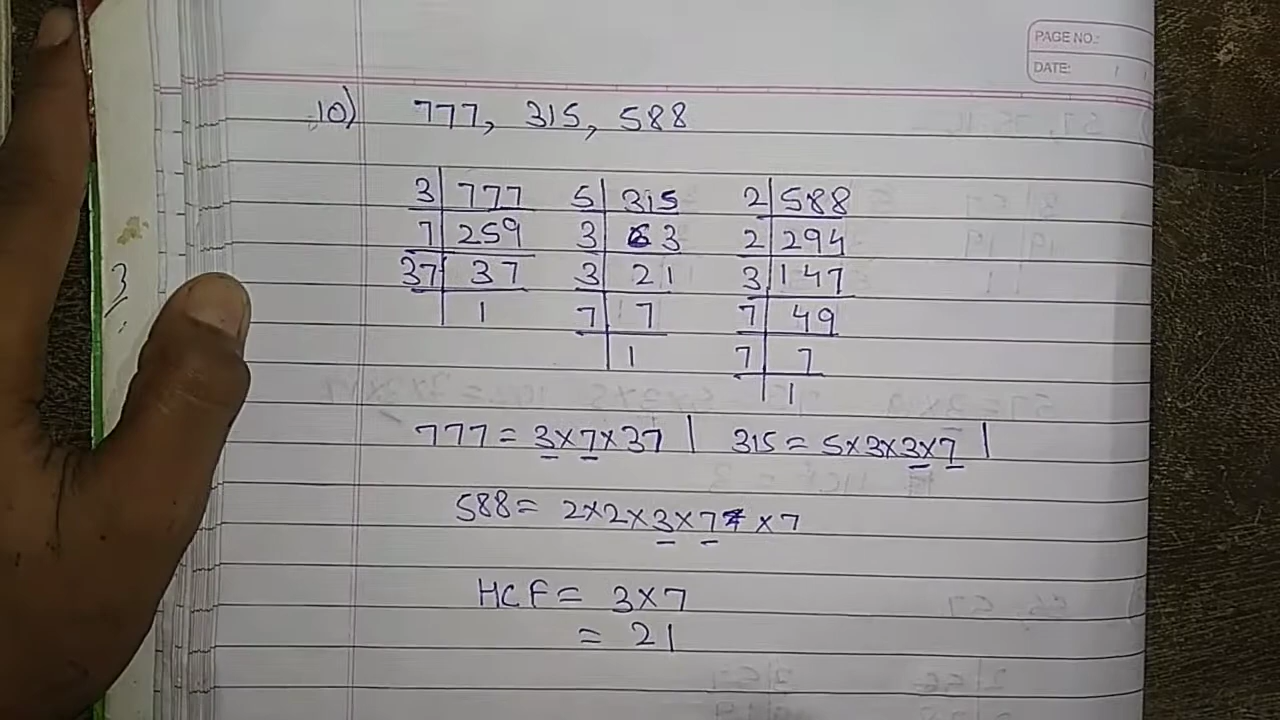 PAGE NO.:
DATE: / /
10) 777, 315, 588
3 777 5 315 2 588
7 259 3 63 2 294
37 37 3 21 3 147
1 7 7 7 49
1 7 7
1
777 = 3×7×37 | 315 = 5×3×3×7 |
588 = 2×2×3×7×7
HCF = 3×7
= 21
3